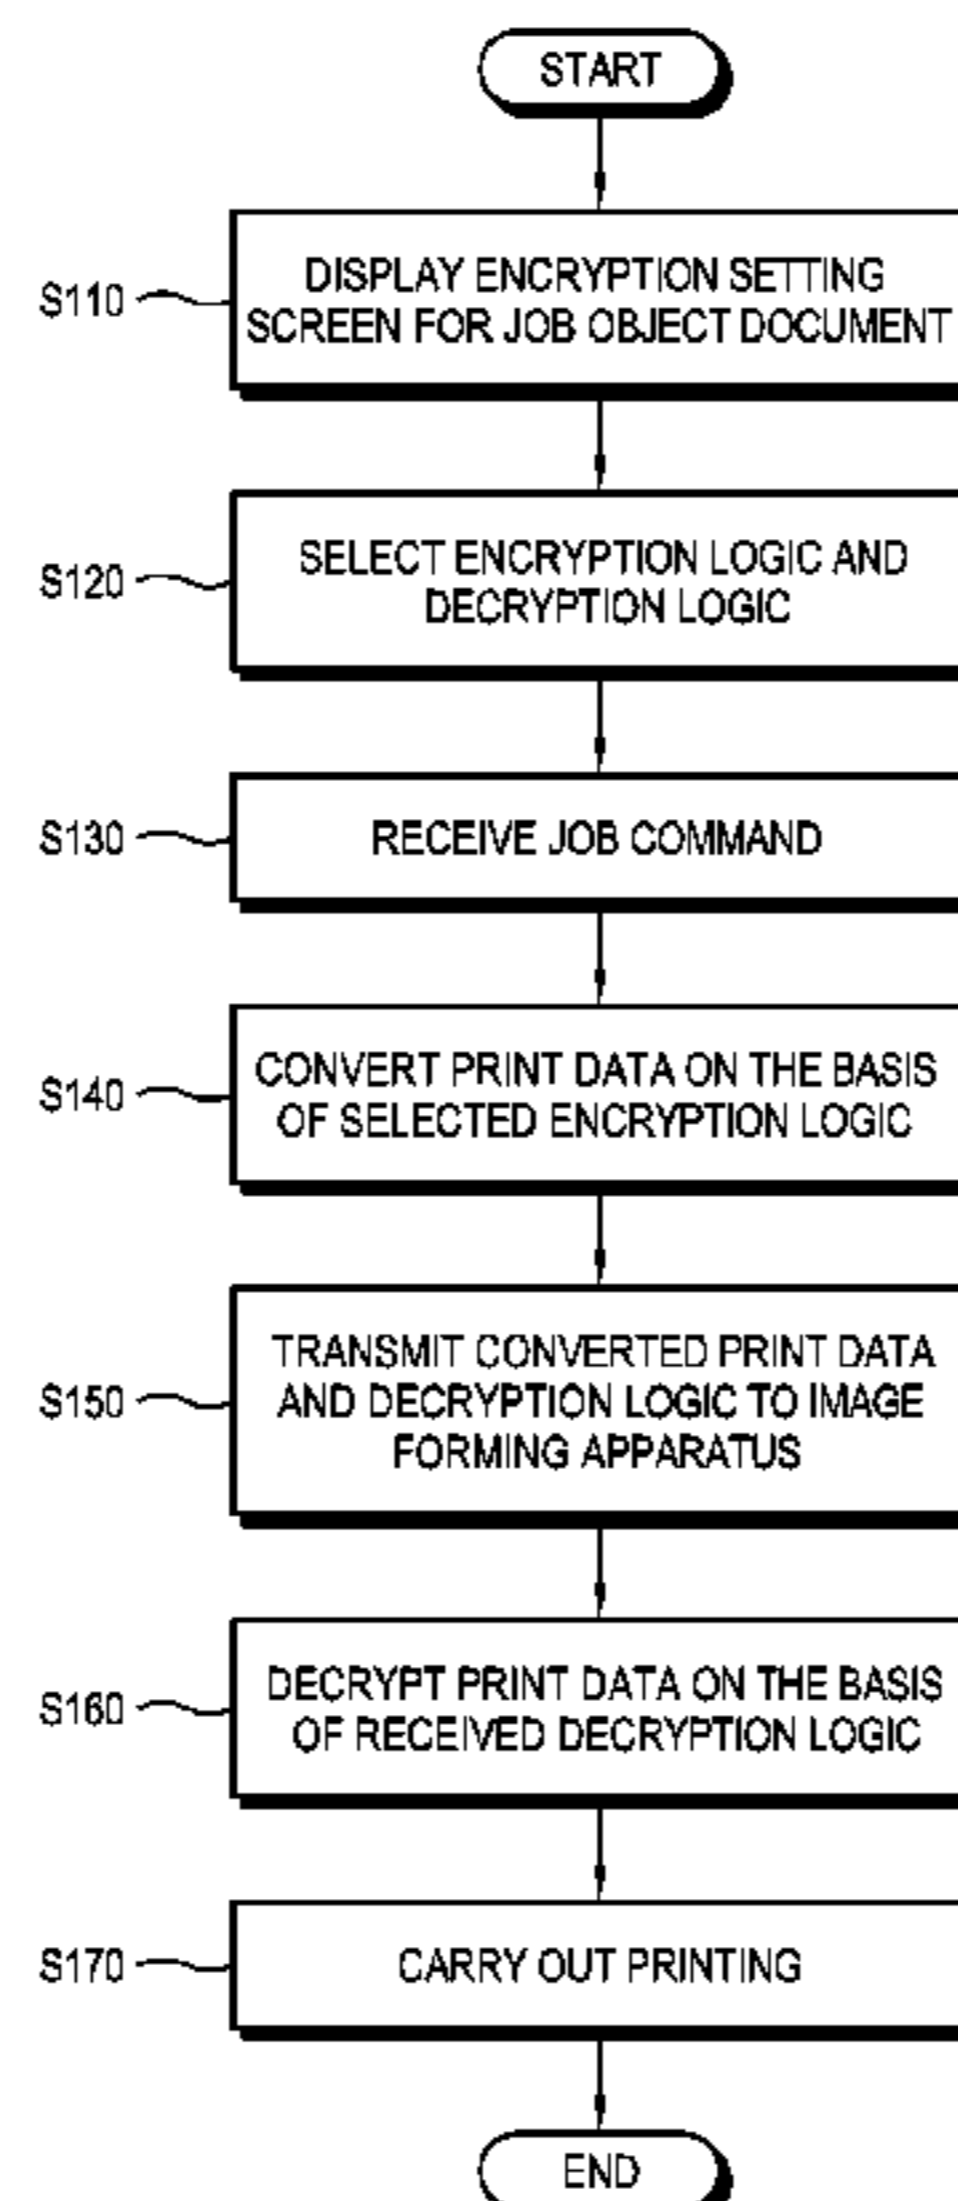 START
S110
DISPLAY ENCRYPTION SETTING
SCREEN FOR JOB OBJECT DOCUMENT
S120
SELECT ENCRYPTION LOGIC AND
DECRYPTION LOGIC
S130
RECEIVE JOB COMMAND
S140
CONVERT PRINT DATA ON THE BASIS
OF SELECTED ENCRYPTION LOGIC
S150
TRANSMIT CONVERTED PRINT DATA
AND DECRYPTION LOGIC TO IMAGE
FORMING APPARATUS
S160
DECRYPT PRINT DATA ON THE BASIS
OF RECEIVED DECRYPTION LOGIC
S170
CARRY OUT PRINTING
END